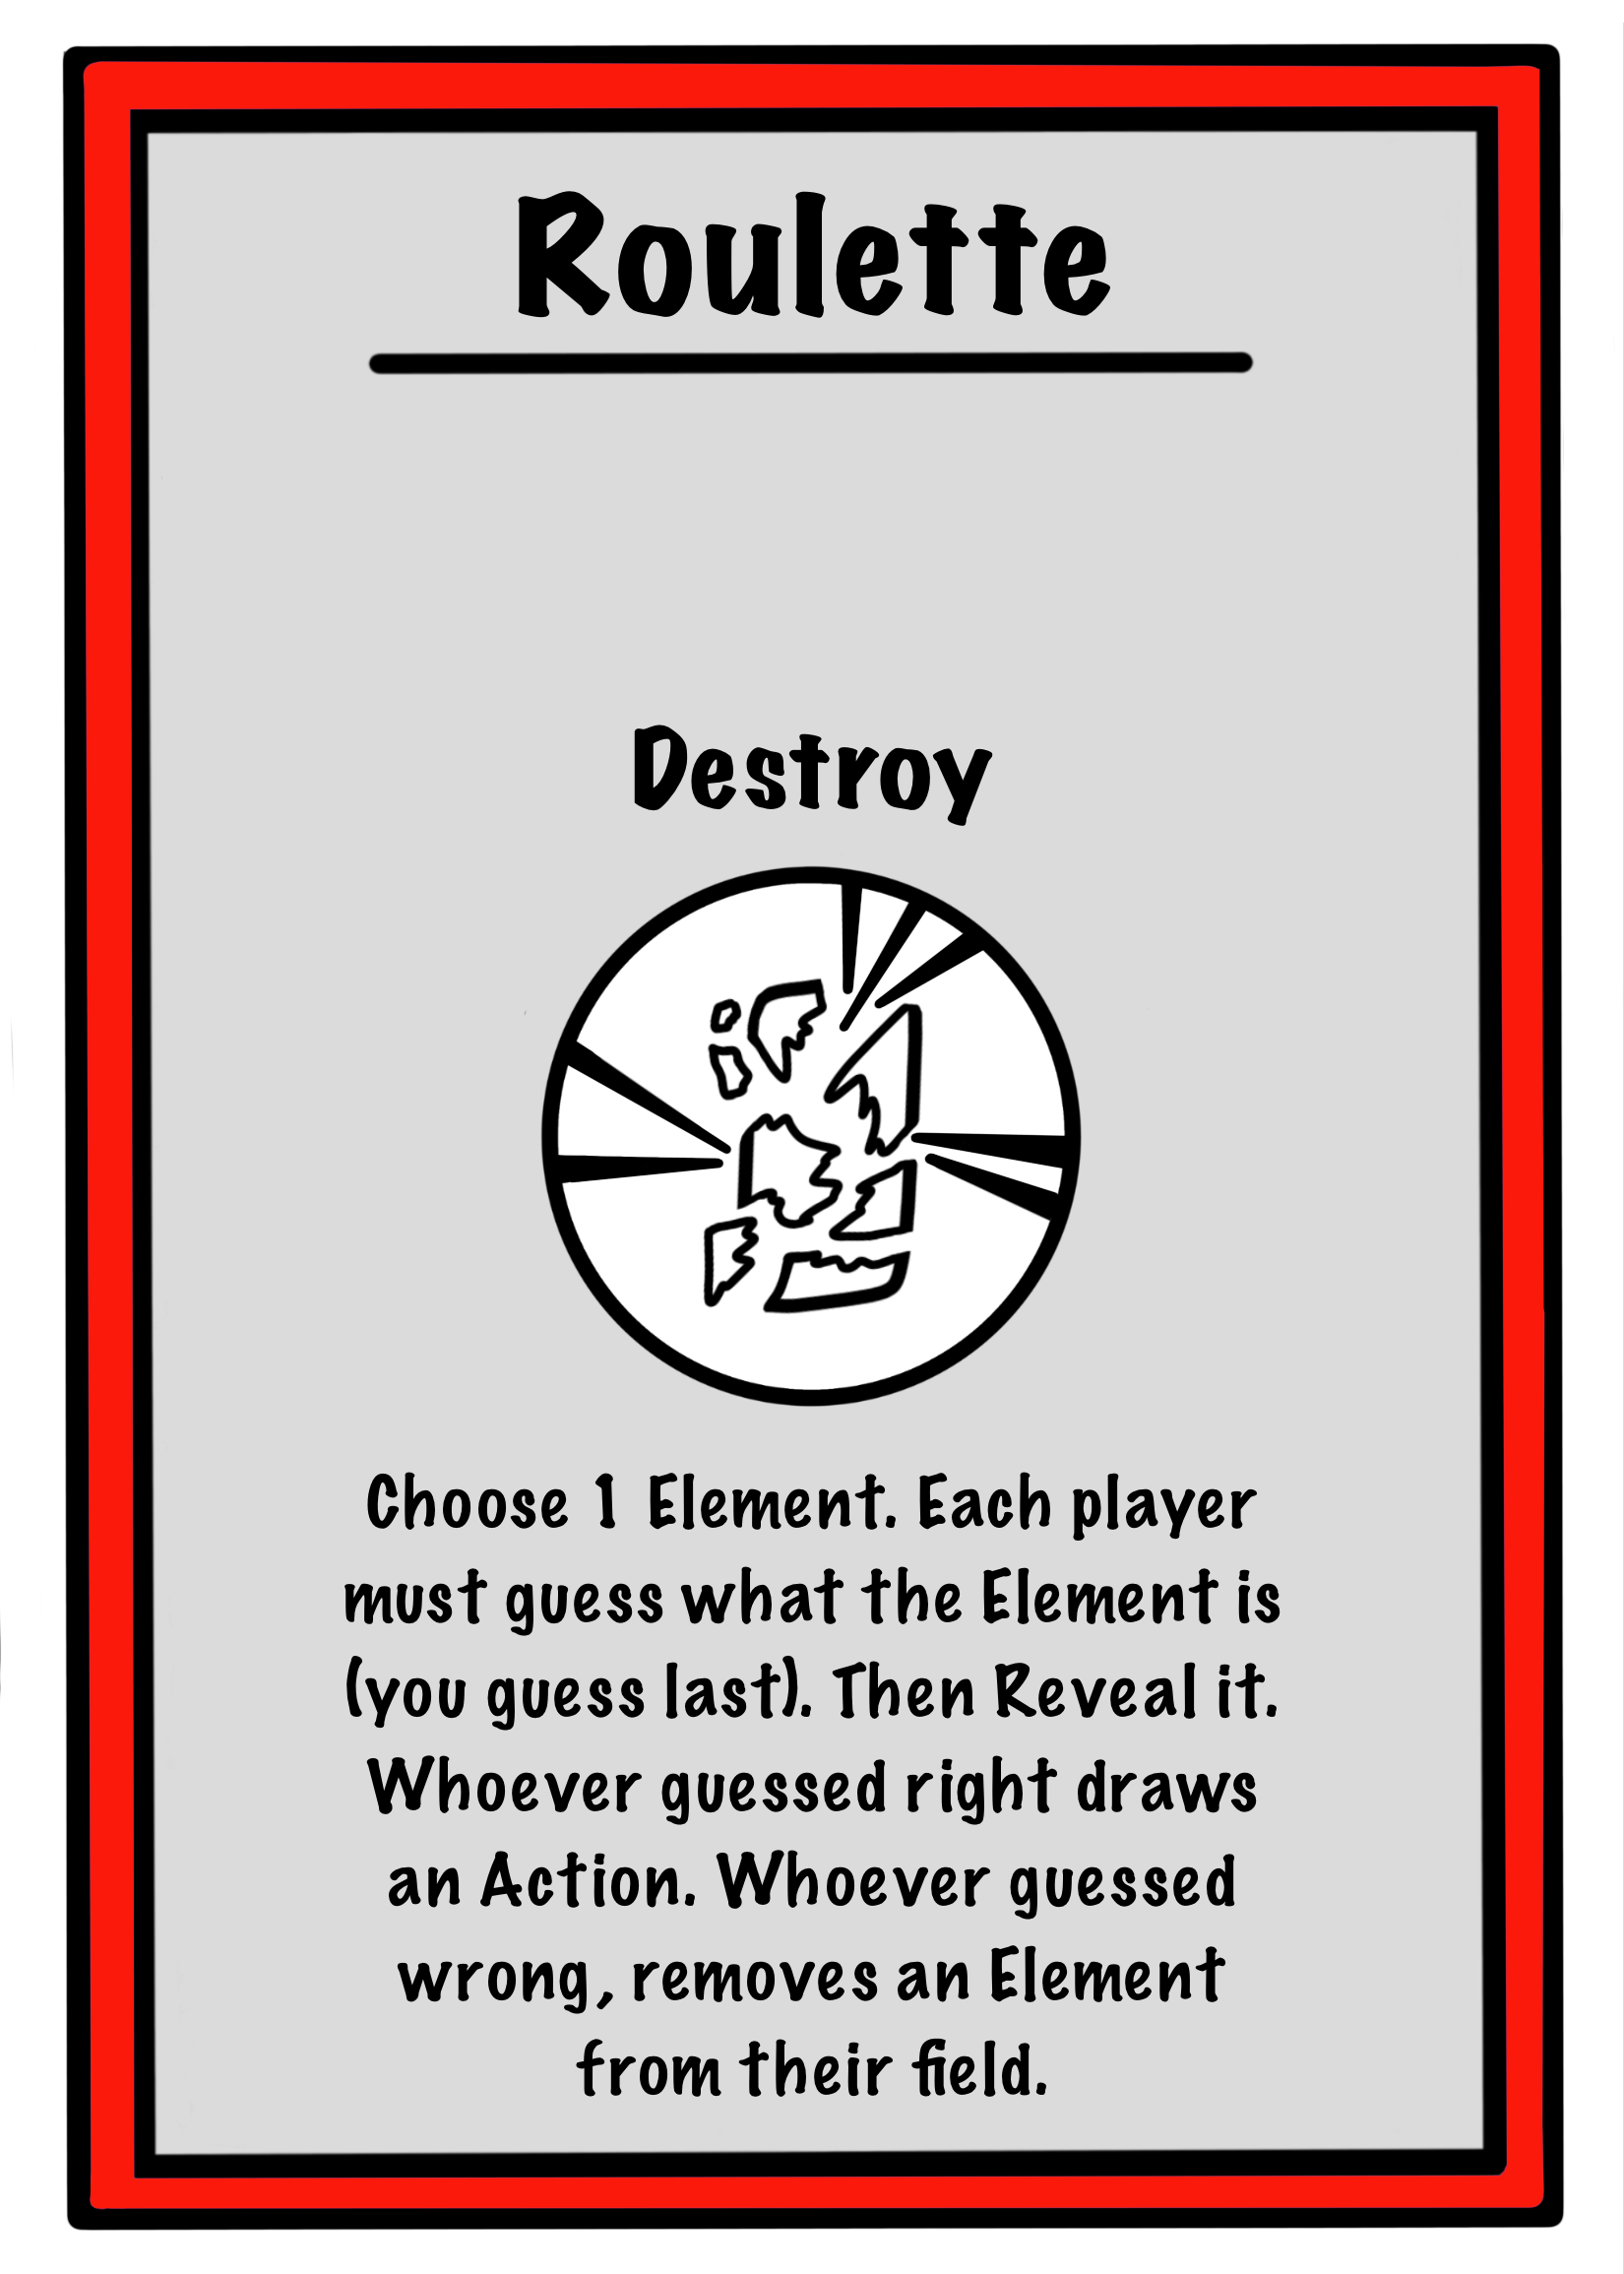 Roulette
Destroy
Choose 1 Element. Each player
must guess what the Element is
(you guess last). Then Reveal it.
Whoever guessed right draws
an Action. Whoever guessed
wrong, removes an Element
from their field.